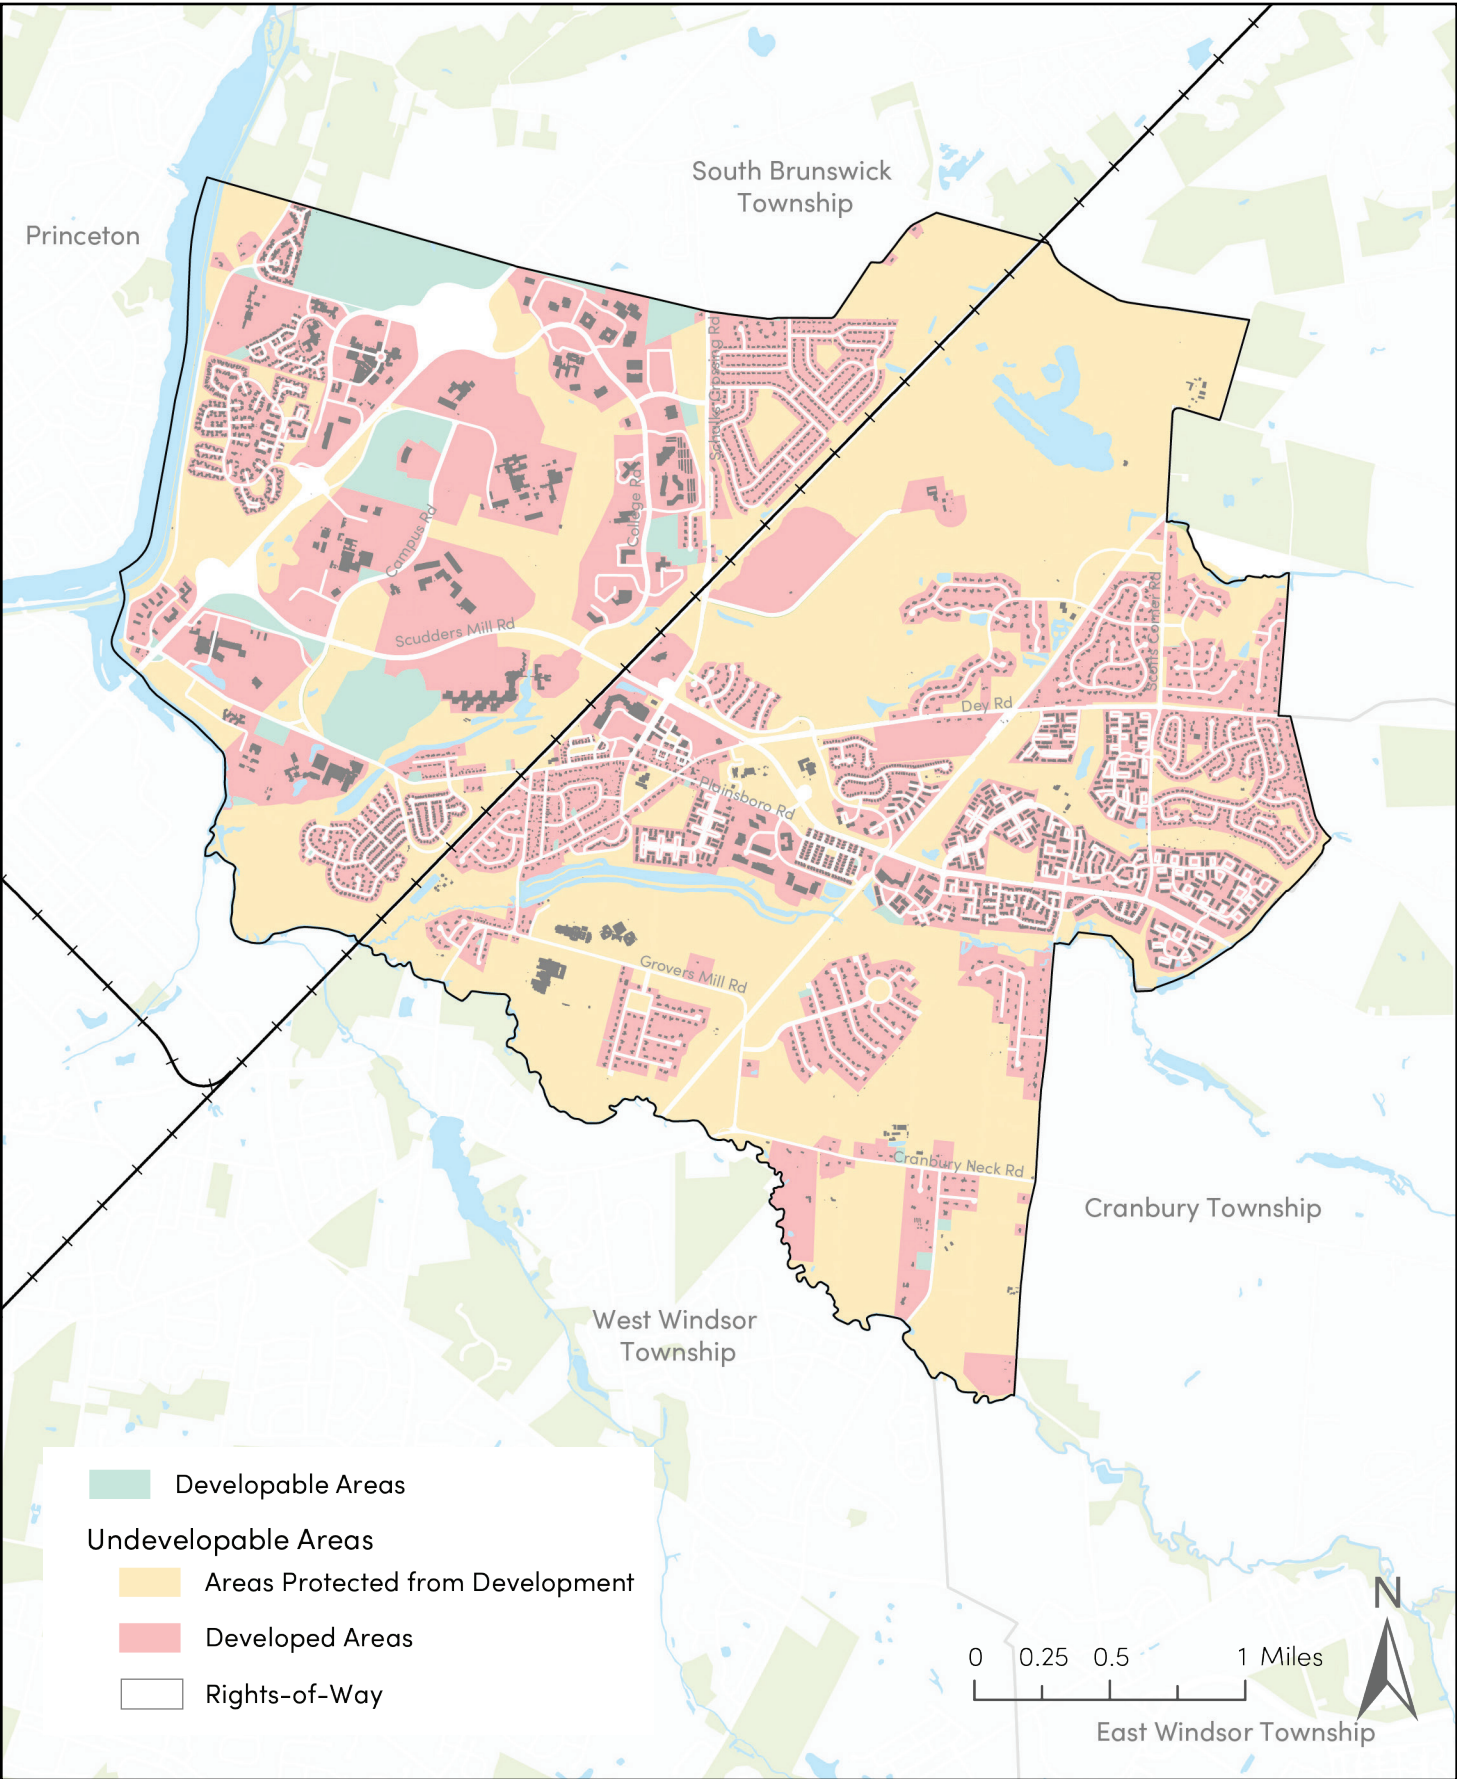 South Brunswick
Township
Princeton
Schalks Crossing Rd
College Rd
Campus Rd
Scudders Mill Rd
Scotts Corner Rd
Dey Rd
Plainsboro Rd
Grovers Mill Rd
Cranbury Neck Rd
Cranbury Township
West Windsor
Township
Developable Areas
Undevelopable Areas
Areas Protected from Development
Developed Areas
Rights-of-Way
N
0 0.25 0.5 1 Miles
East Windsor Township